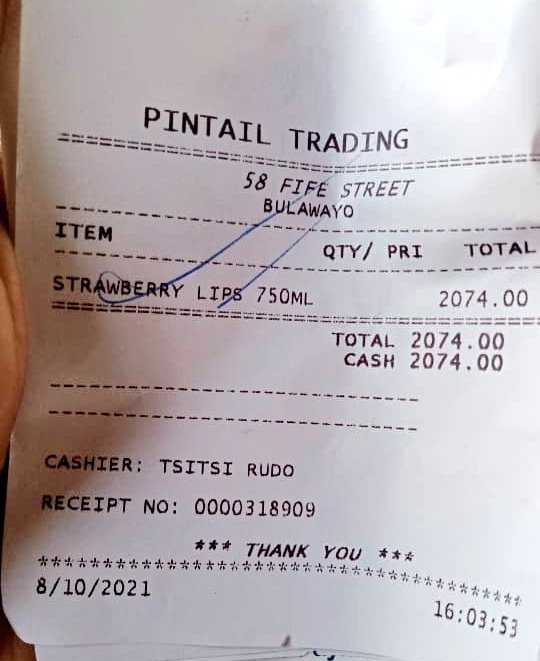 PINTAIL TRADING
58 FIFE STREET
BULAWAYO
ITEM QTY/ PRI TOTAL
STRAWBERRY LIPS 750ML 2074.00
TOTAL 2074.00
CASH 2074.00
CASHIER: TSITSI RUDO
RECEIPT NO: 0000318909
*** THANK YOU ***
8/10/2021 16:03:53